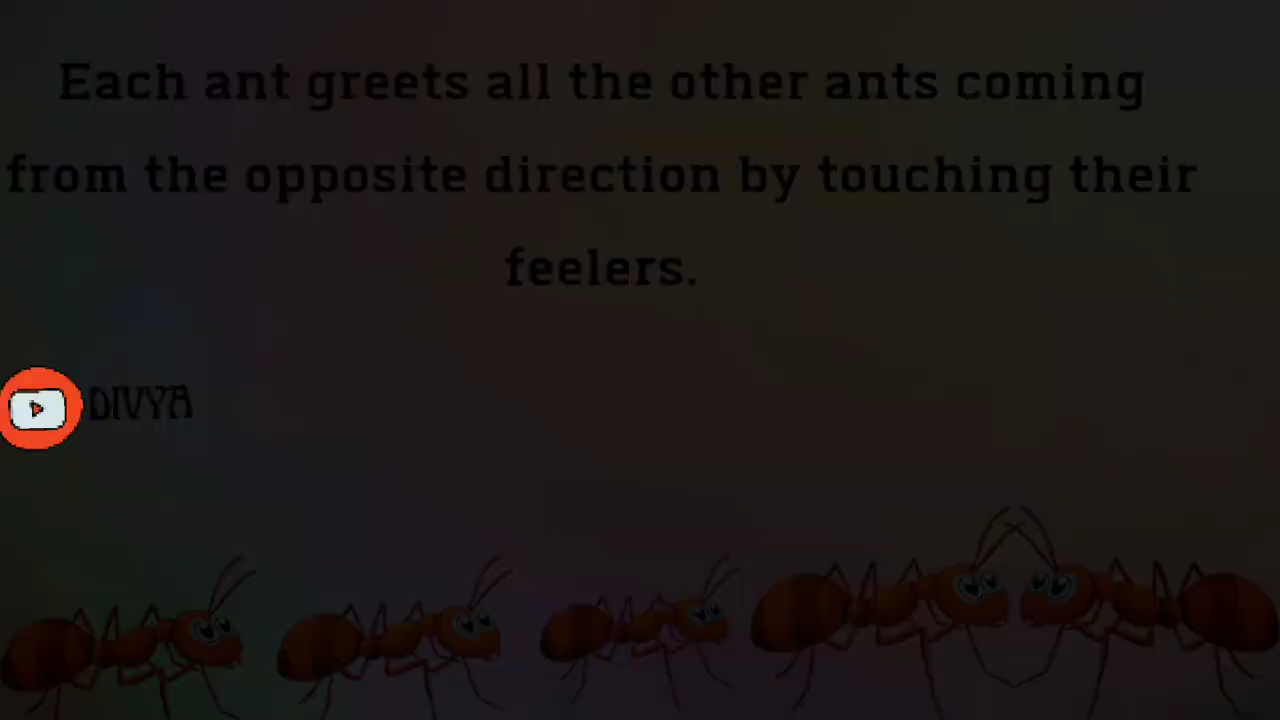 Each ant greets all the other ants coming
from the opposite direction by touching their
feelers.
DIVYA